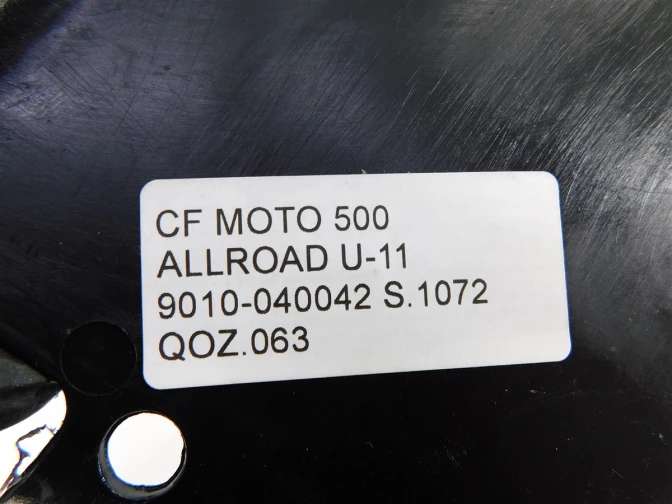 CF MOTO 500
ALLROAD U-11
9010-040042 S.1072
QOZ.063